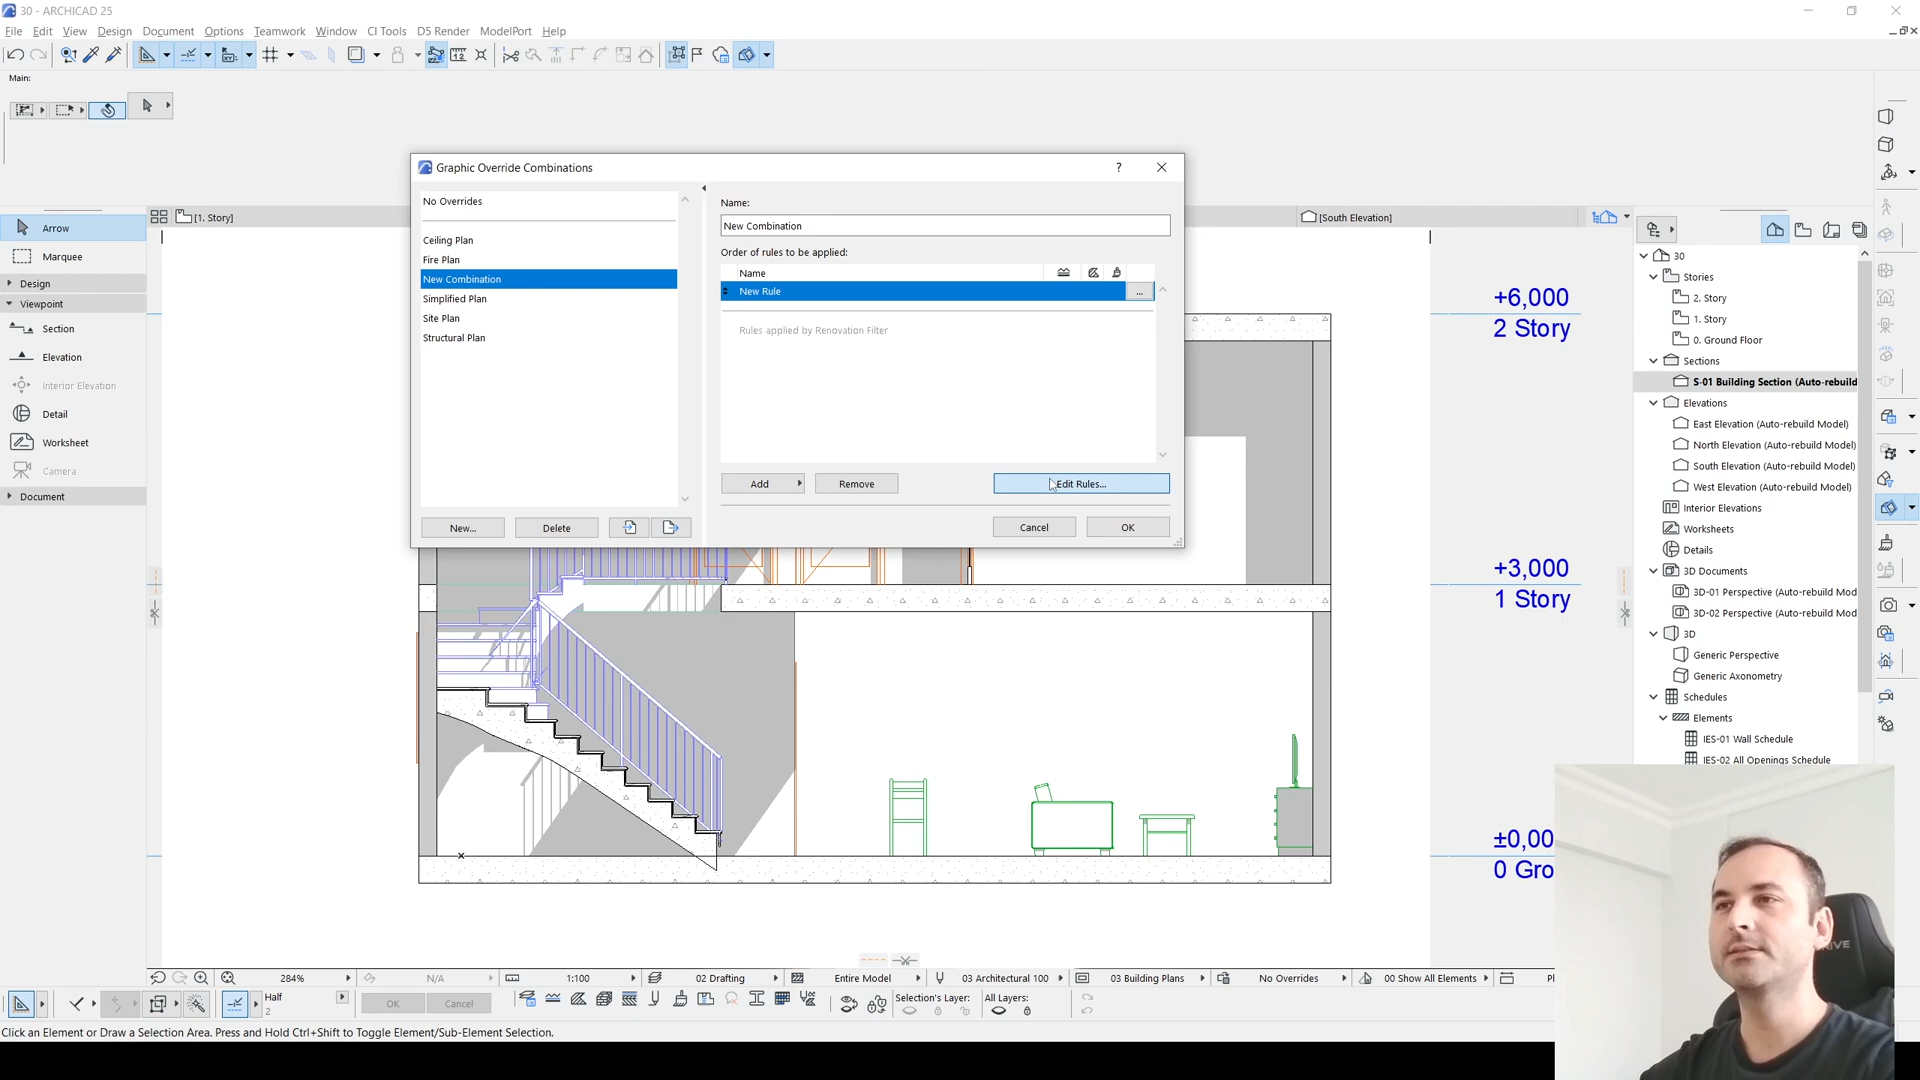 30 - ARCHICAD 25
File Edit View Design Document Options Teamwork Window CI Tools D5 Render ModelPort Help
Main:
Arrow
Marquee
Design
Viewpoint
Section
Elevation
Interior Elevation
Detail
Worksheet
Camera
Document
[1. Story]
[South Elevation]
Graphic Override Combinations
?
No Overrides
Ceiling Plan
Fire Plan
New Combination
Simplified Plan
Site Plan
Structural Plan
New...
Delete
Name:
New Combination
Order of rules to be applied:
Name
New Rule
...
Rules applied by Renovation Filter
Add
Remove
Edit Rules...
Cancel
OK
+6,000
2 Story
+3,000
1 Story
±0,00
0 Gro
30
Stories
2. Story
1. Story
0. Ground Floor
Sections
S-01 Building Section (Auto-rebuild
Elevations
East Elevation (Auto-rebuild Model)
North Elevation (Auto-rebuild Model)
South Elevation (Auto-rebuild Model)
West Elevation (Auto-rebuild Model)
Interior Elevations
Worksheets
Details
3D Documents
3D-01 Perspective (Auto-rebuild Mod
3D-02 Perspective (Auto-rebuild Mod
3D
Generic Perspective
Generic Axonometry
Schedules
Elements
IES-01 Wall Schedule
IES-02 All Openings Schedule
284%
N/A
1:100
02 Drafting
Entire Model
03 Architectural 100
03 Building Plans
No Overrides
00 Show All Elements
Pl
Half
2
OK
Cancel
Selection's Layer:
All Layers:
Click an Element or Draw a Selection Area. Press and Hold Ctrl+Shift to Toggle Element/Sub-Element Selection.